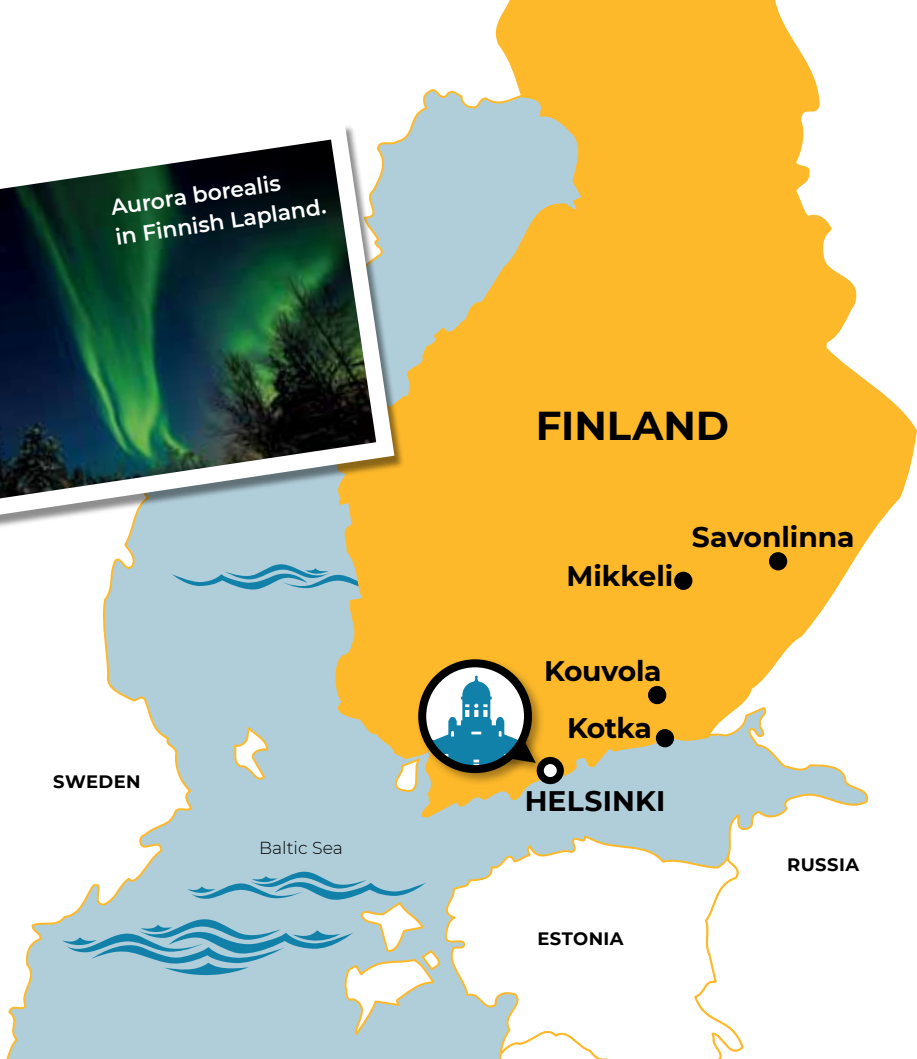 Aurora borealis
in Finnish Lapland.
FINLAND
Savonlinna
Mikkeli
Kouvola
Kotka
HELSINKI
SWEDEN
Baltic Sea
RUSSIA
ESTONIA